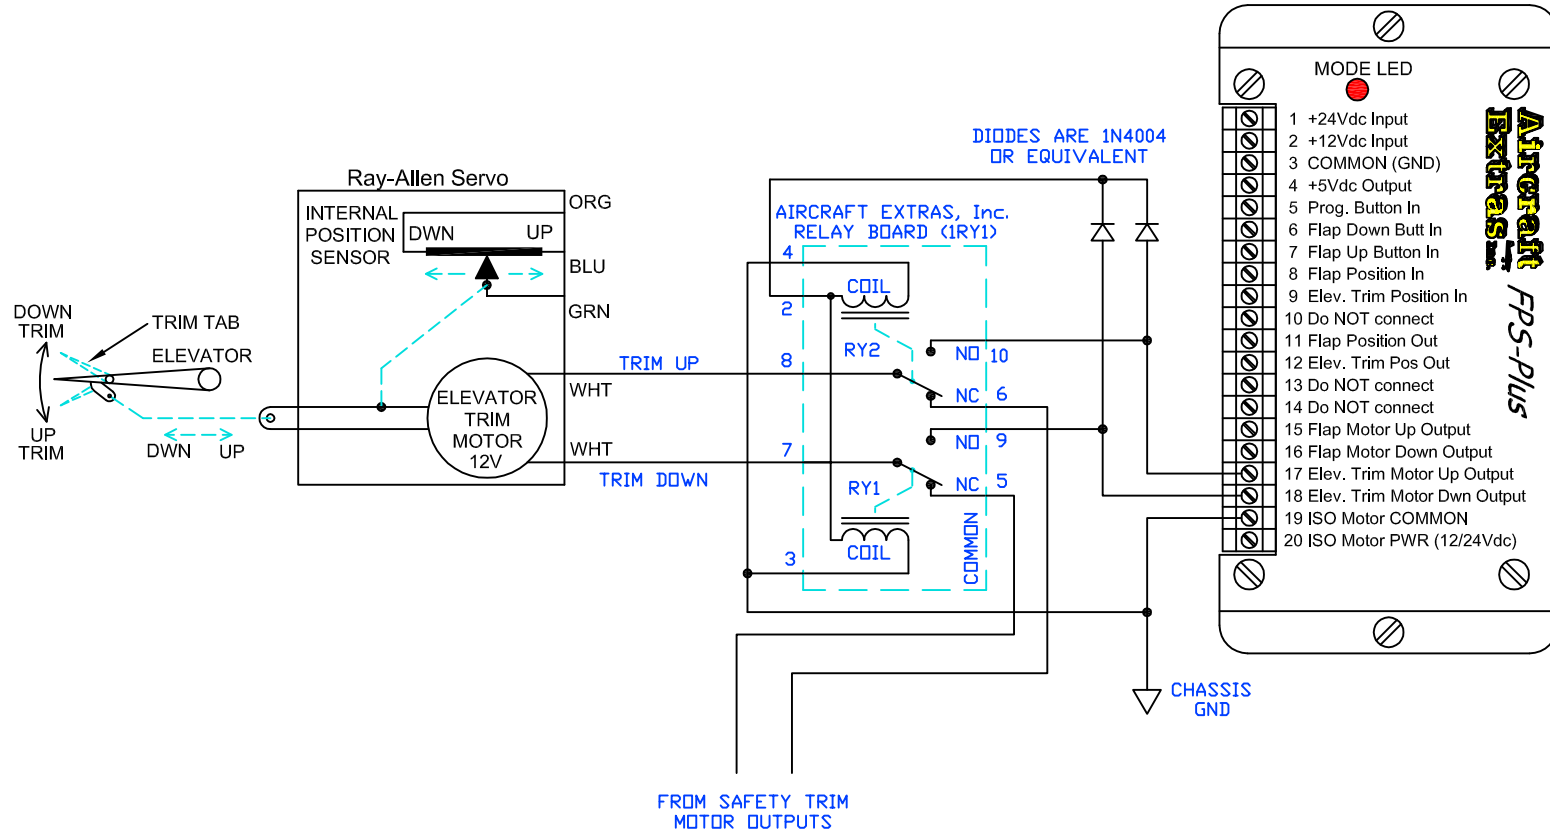 MODE LED
1 +24Vdc Input
2 +12Vdc Input
3 COMMON (GND)
4 +5Vdc Output
5 Prog. Button In
6 Flap Down Butt In
7 Flap Up Button In
8 Flap Position In
9 Elev. Trim Position In
10 Do NOT connect
11 Flap Position Out
12 Elev. Trim Pos Out
13 Do NOT connect
14 Do NOT connect
15 Flap Motor Up Output
16 Flap Motor Down Output
17 Elev. Trim Motor Up Output
18 Elev. Trim Motor Dwn Output
19 ISO Motor COMMON
20 ISO Motor PWR (12/24Vdc)
Aircraft
Extras
Inc.
FPS-Plus
DIODES ARE 1N4004
OR EQUIVALENT
AIRCRAFT EXTRAS, Inc.
RELAY BOARD (1RY1)
4
COIL
2
RY2
NO 10
8
NC 6
NO 9
7
NC 5
RY1
COIL
3
COMMON
Ray-Allen Servo
INTERNAL
POSITION
SENSOR
DWN UP
ORG
BLU
GRN
ELEVATOR
TRIM
MOTOR
12V
WHT
WHT
TRIM UP
TRIM DOWN
DOWN
TRIM
TRIM TAB
ELEVATOR
UP
TRIM
DWN UP
CHASSIS
GND
FROM SAFETY TRIM
MOTOR OUTPUTS